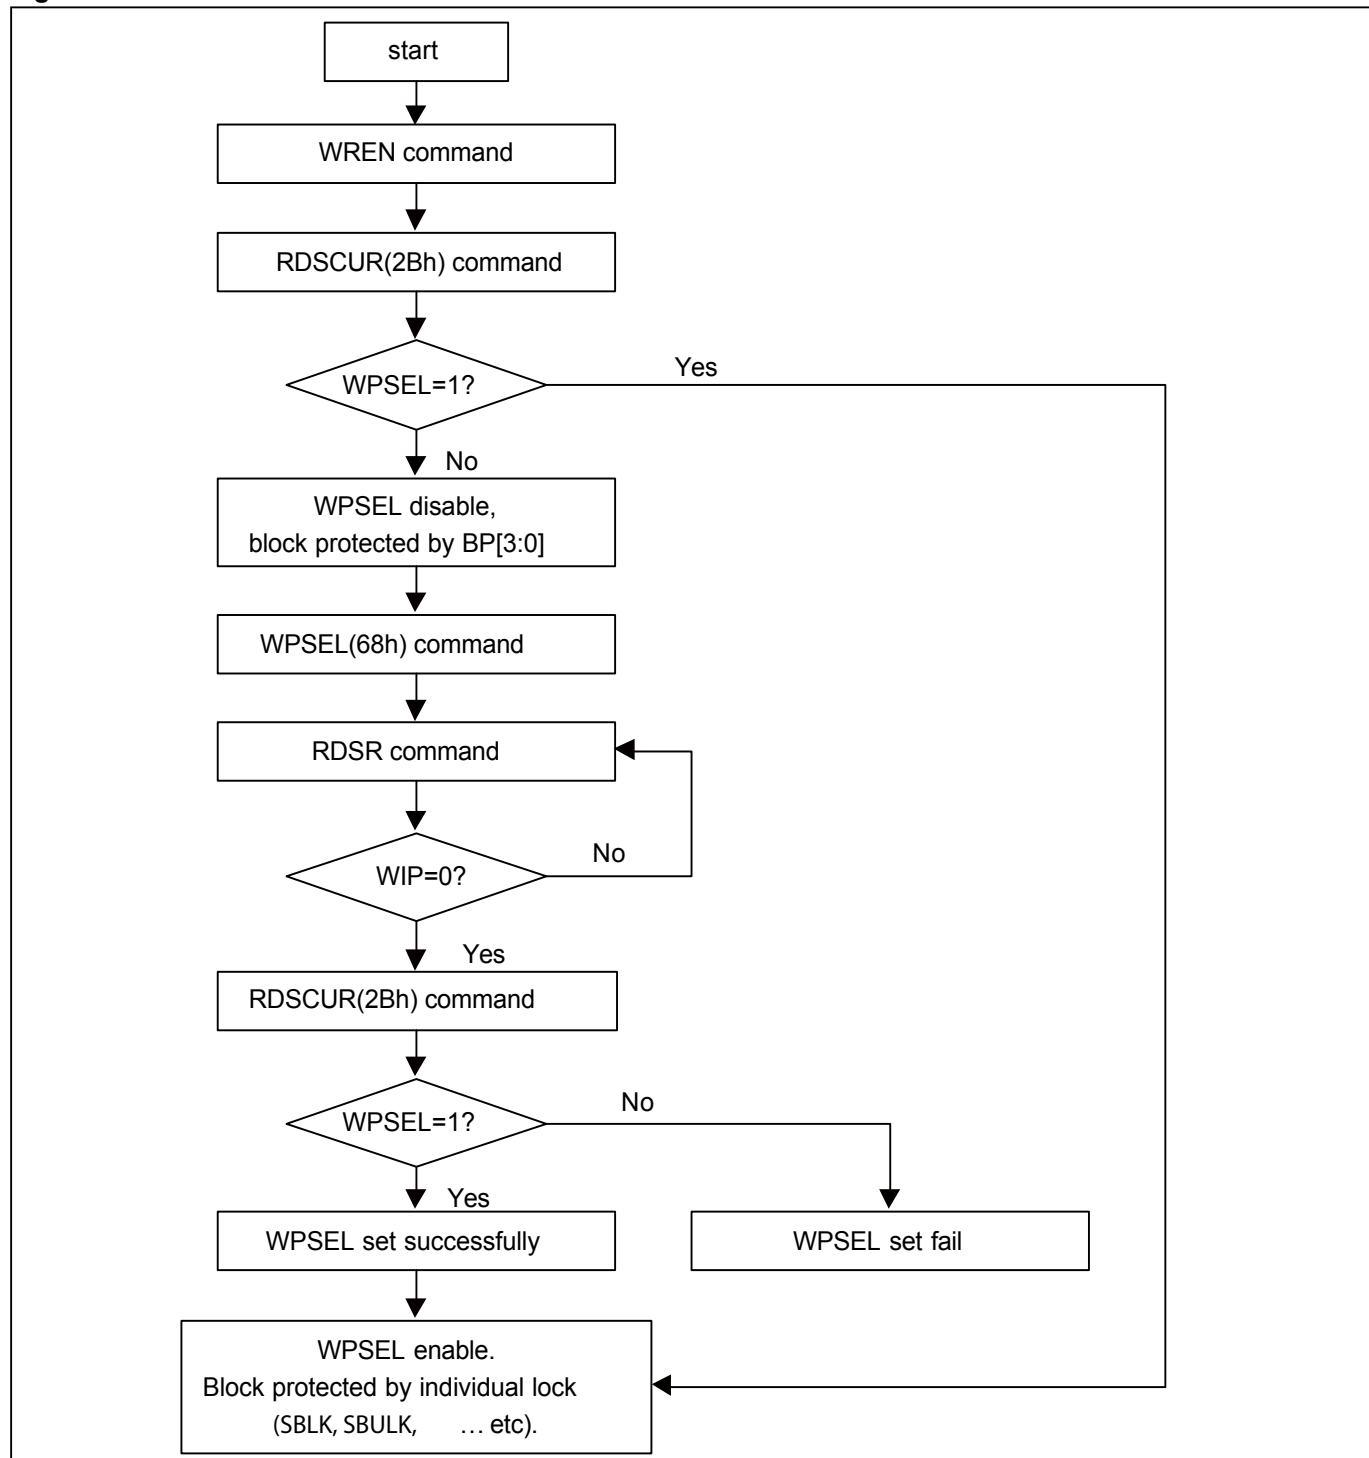 start
WREN command
RDSCUR(2Bh) command
WPSEL=1?
Yes
No
WPSEL disable,
block protected by BP[3:0]
WPSEL(68h) command
RDSR command
WIP=0?
No
Yes
RDSCUR(2Bh) command
WPSEL=1?
No
Yes
WPSEL set successfully
WPSEL set fail
WPSEL enable.
Block protected by individual lock
(SBLK, SBULK, … etc).